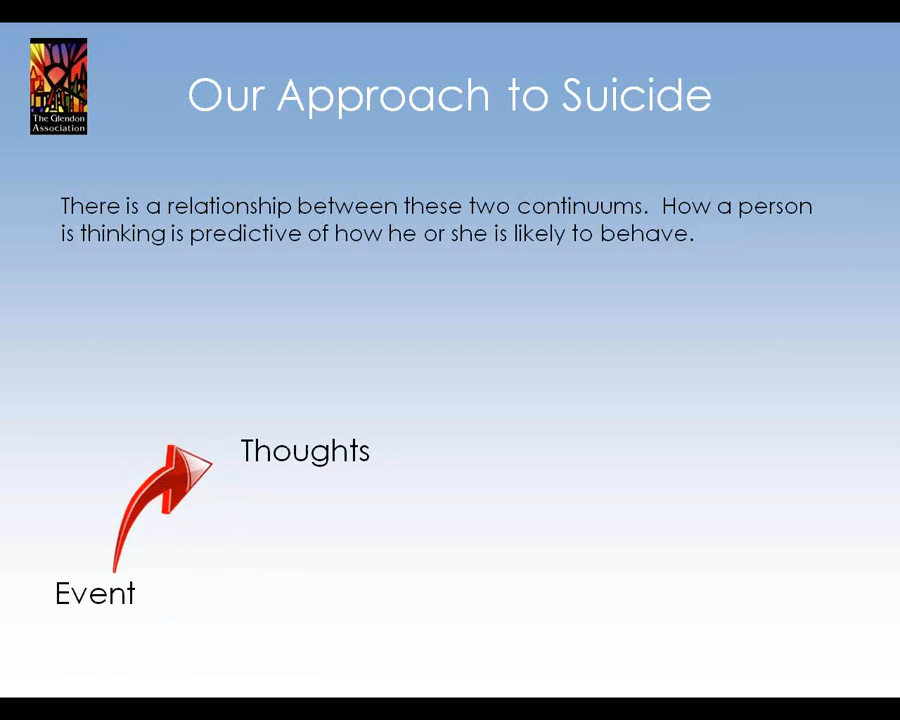 The Glendon
Association
Our Approach to Suicide
There is a relationship between these two continuums.  How a person
is thinking is predictive of how he or she is likely to behave.
Thoughts
Event